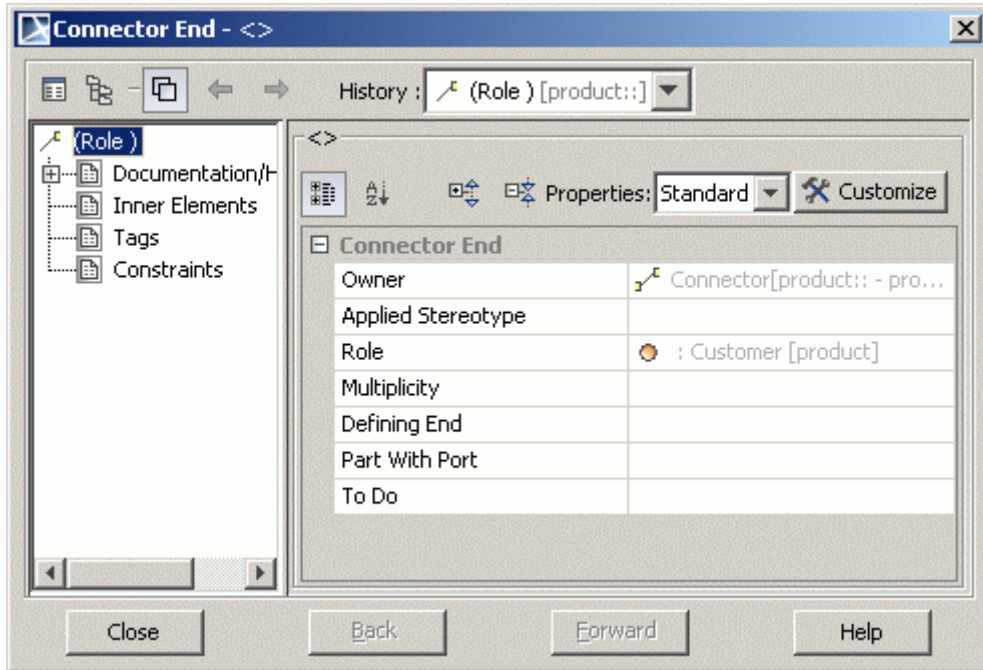 Connector End - <>
History : (Role ) [product::]
(Role )
Documentation/H
Inner Elements
Tags
Constraints
<>
Properties: Standard Customize
Connector End
Owner Connector[product:: - pro...
Applied Stereotype
Role : Customer [product]
Multiplicity
Defining End
Part With Port
To Do
Close Back Forward Help